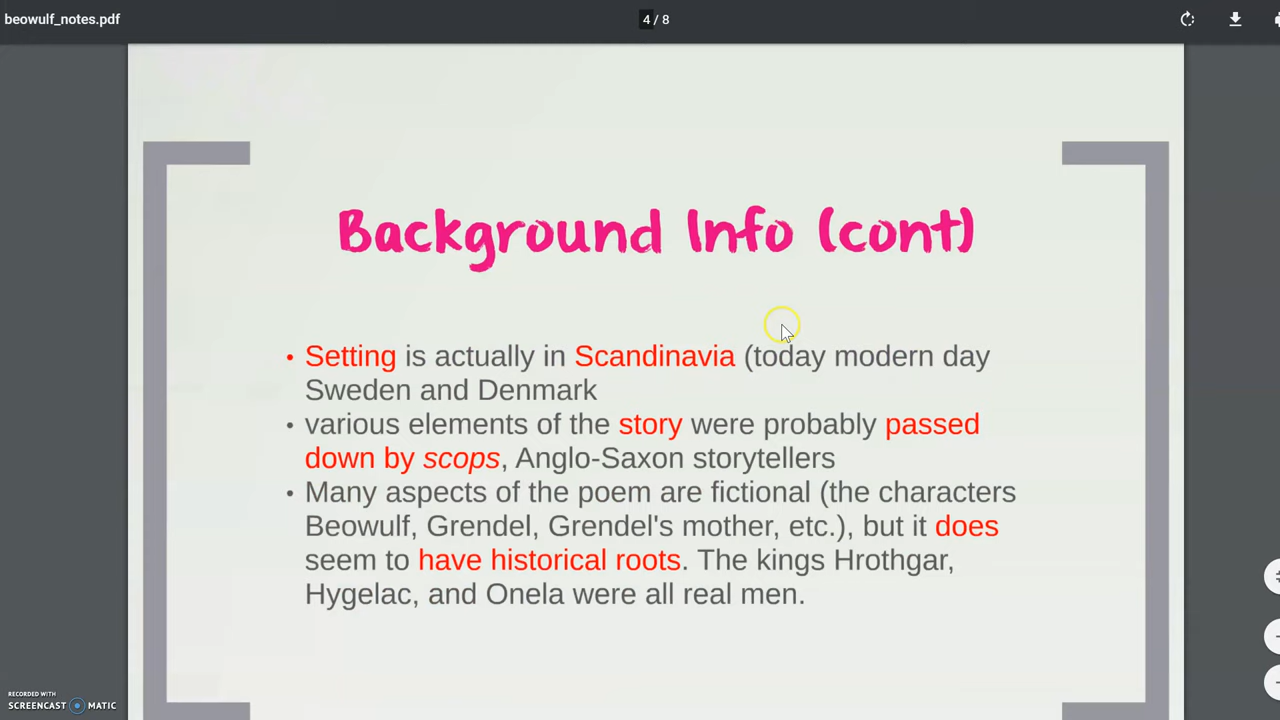 beowulf_notes.pdf
4 / 8
Background Info (cont)
• Setting is actually in Scandinavia (today modern day
Sweden and Denmark
• various elements of the story were probably passed
down by scops, Anglo-Saxon storytellers
• Many aspects of the poem are fictional (the characters
Beowulf, Grendel, Grendel's mother, etc.), but it does
seem to have historical roots. The kings Hrothgar,
Hygelac, and Onela were all real men.
RECORDED WITH
SCREENCAST MATIC